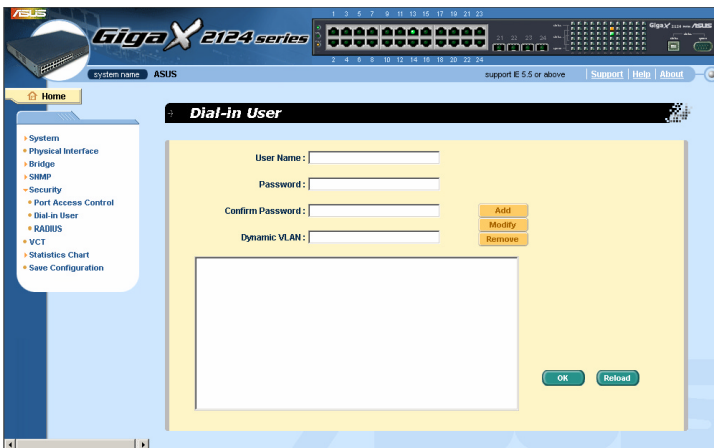 /SUS
1 3 5 7 9 11 13 15 17 19 21 23
GigaX 2124 series
21 22 23 24
GigaX 2124 /SUS
2 4 6 8 10 12 14 16 18 20 22 24
system name ASUS
support IE 5.5 or above
Support | Help | About
Home
Dial-in User
System
Physical Interface
Bridge
SNMP
Security
Port Access Control
Dial-in User
RADIUS
VCT
Statistics Chart
Save Configuration
User Name :
Password :
Confirm Password :
Dynamic VLAN :
Add
Modify
Remove
OK
Reload